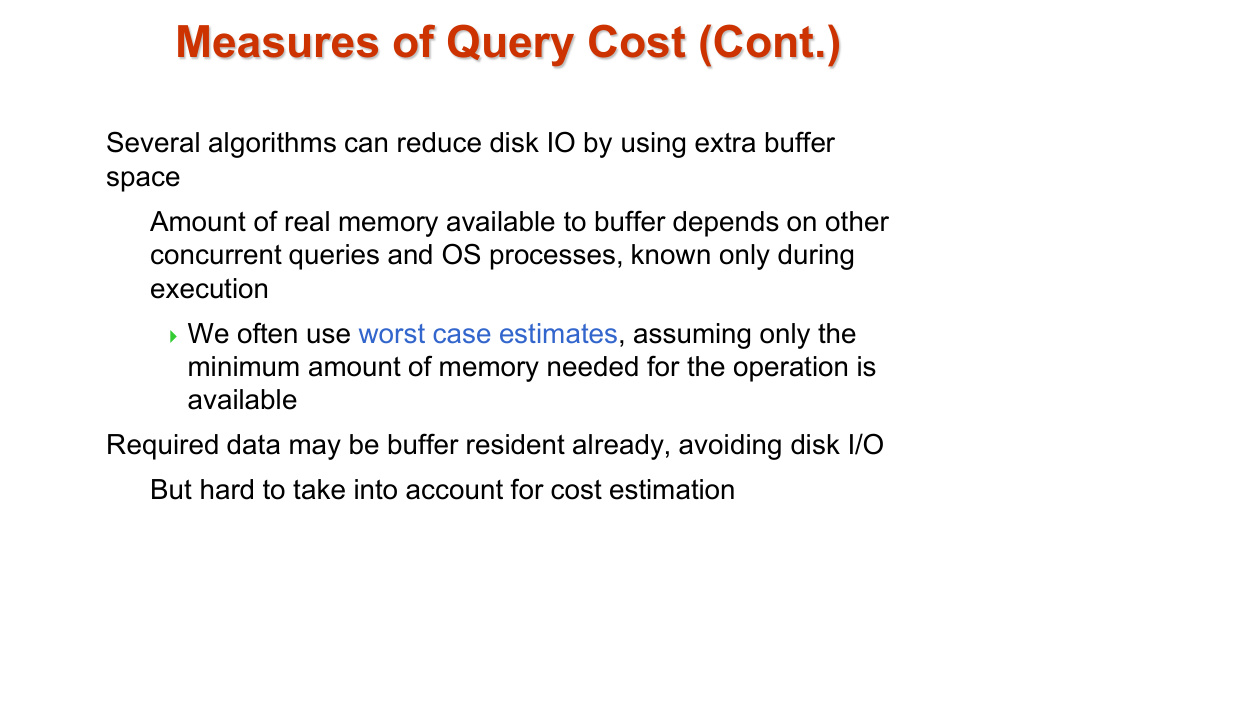 Measures of Query Cost (Cont.)
Several algorithms can reduce disk IO by using extra buffer
space
Amount of real memory available to buffer depends on other
concurrent queries and OS processes, known only during
execution
We often use worst case estimates, assuming only the
minimum amount of memory needed for the operation is
available
Required data may be buffer resident already, avoiding disk I/O
But hard to take into account for cost estimation